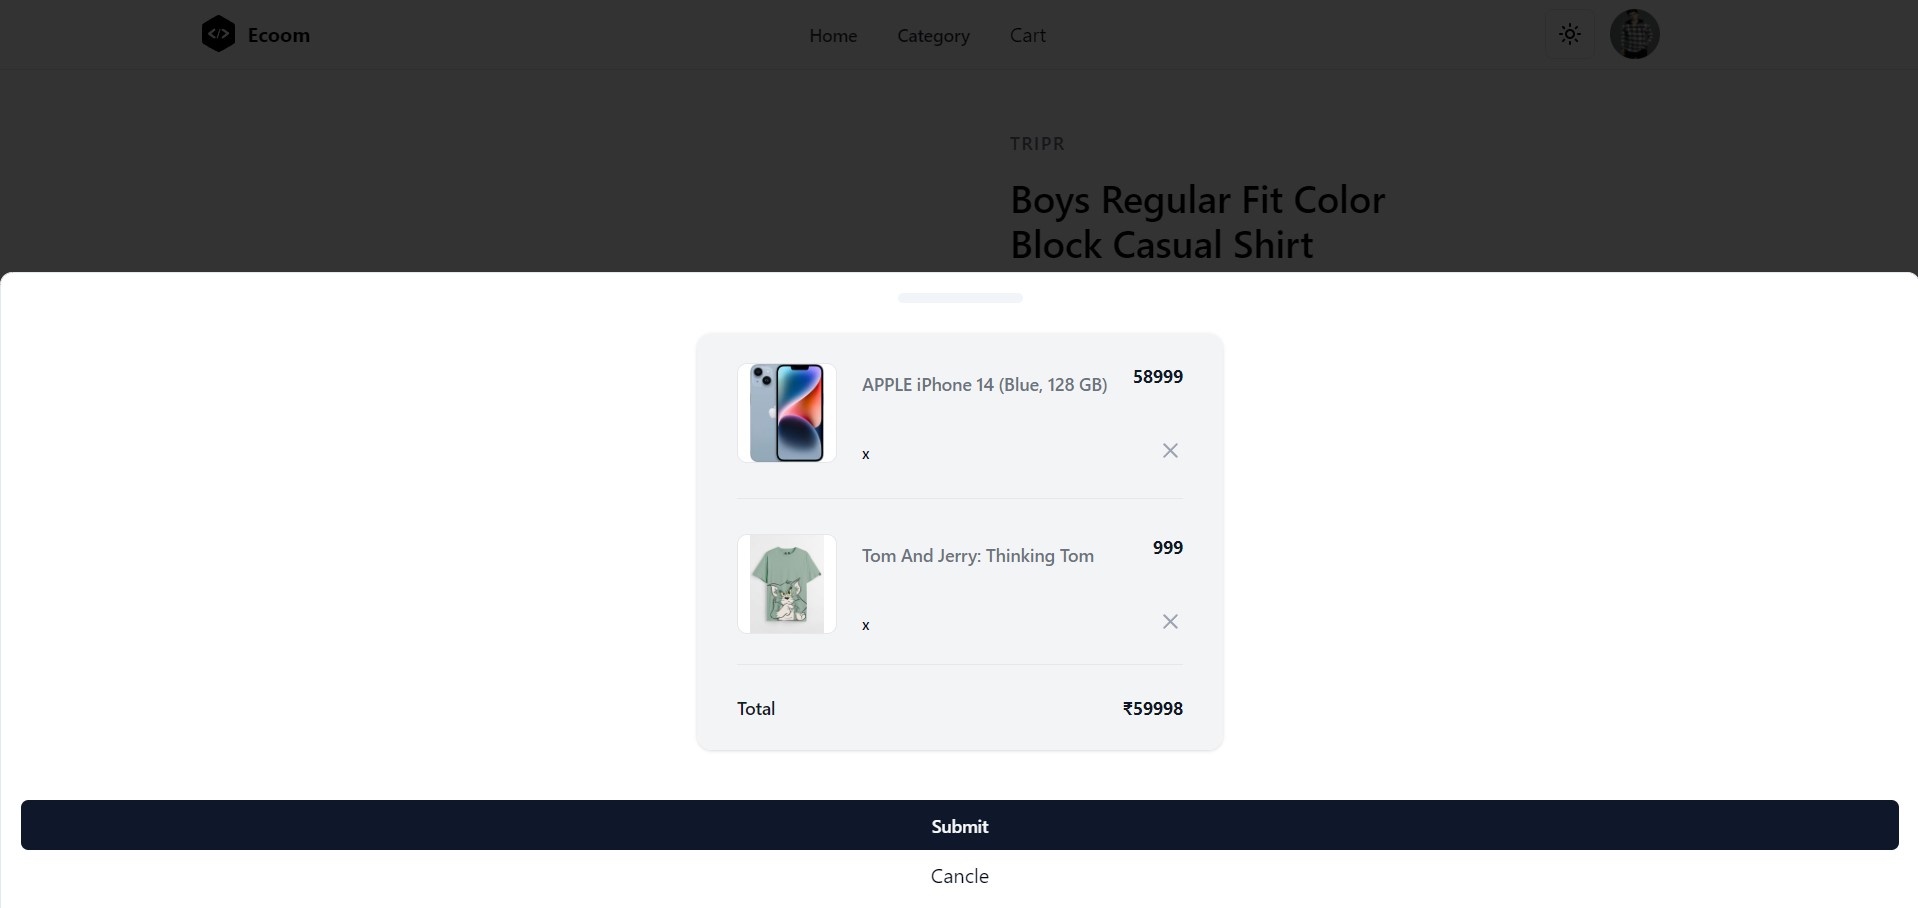 Ecoom
Home
Category
Cart
TRIPR
Boys Regular Fit Color
Block Casual Shirt
APPLE iPhone 14 (Blue, 128 GB)
58999
x
Tom And Jerry: Thinking Tom
999
x
Total
₹59998
Submit
Cancle